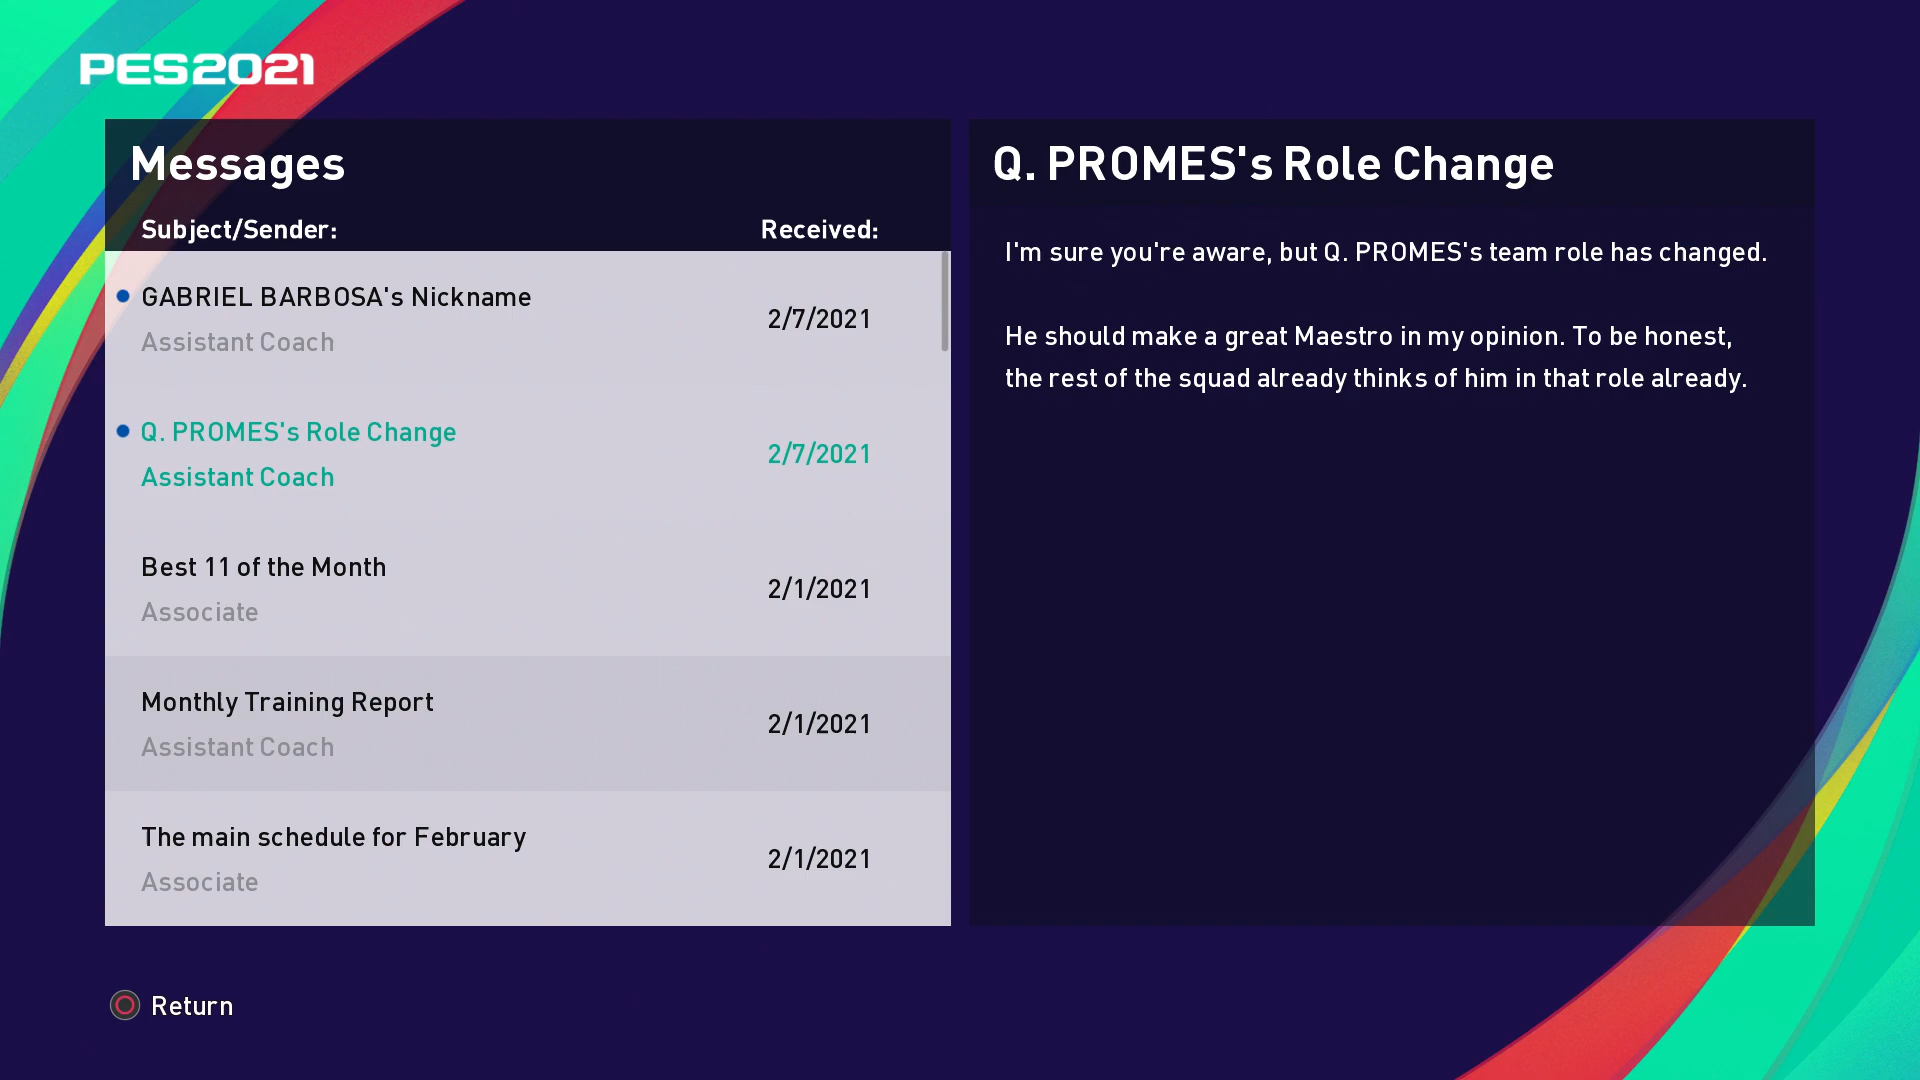 PES2021
Messages
Subject/Sender:
Received:
GABRIEL BARBOSA's Nickname
Assistant Coach
2/7/2021
Q. PROMES's Role Change
Assistant Coach
2/7/2021
Best 11 of the Month
Associate
2/1/2021
Monthly Training Report
Assistant Coach
2/1/2021
The main schedule for February
Associate
2/1/2021
Q. PROMES's Role Change
I'm sure you're aware, but Q. PROMES's team role has changed.
He should make a great Maestro in my opinion. To be honest,
the rest of the squad already thinks of him in that role already.
Return